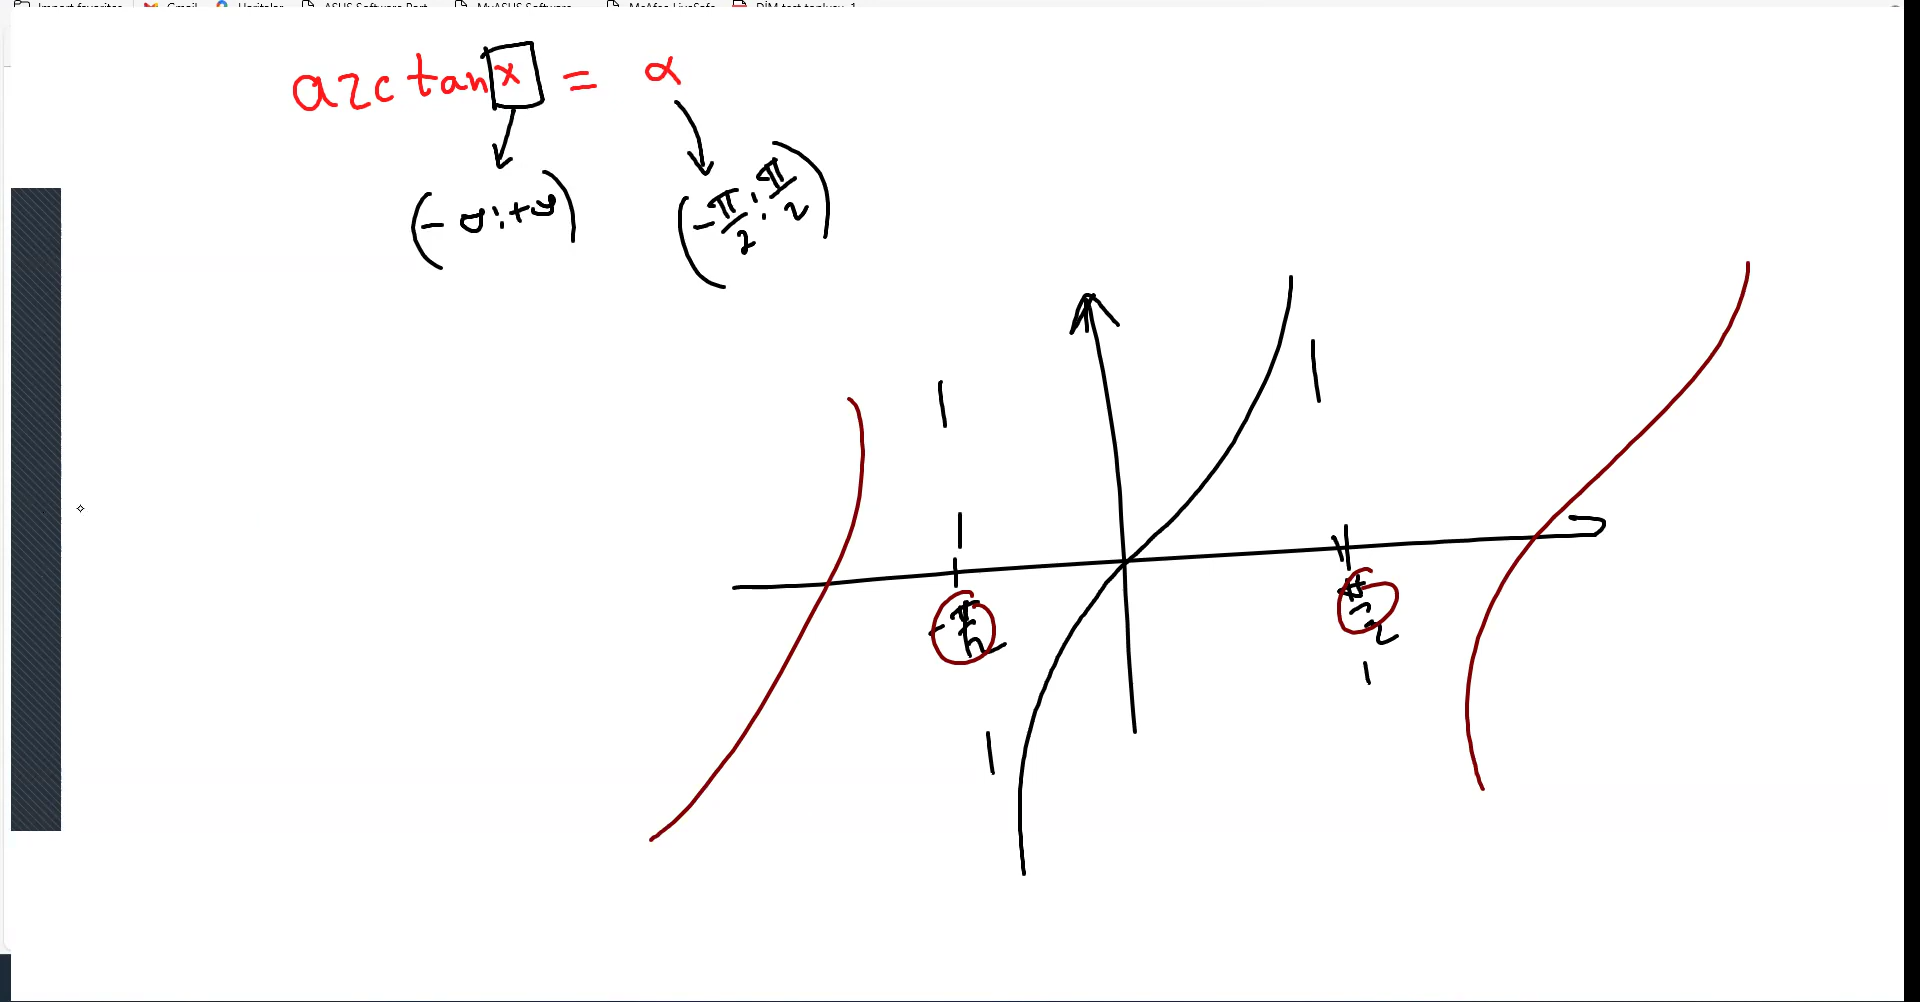 arctan x = α
(-∞;+∞) (-π/2;π/2)
-π/2 π/2